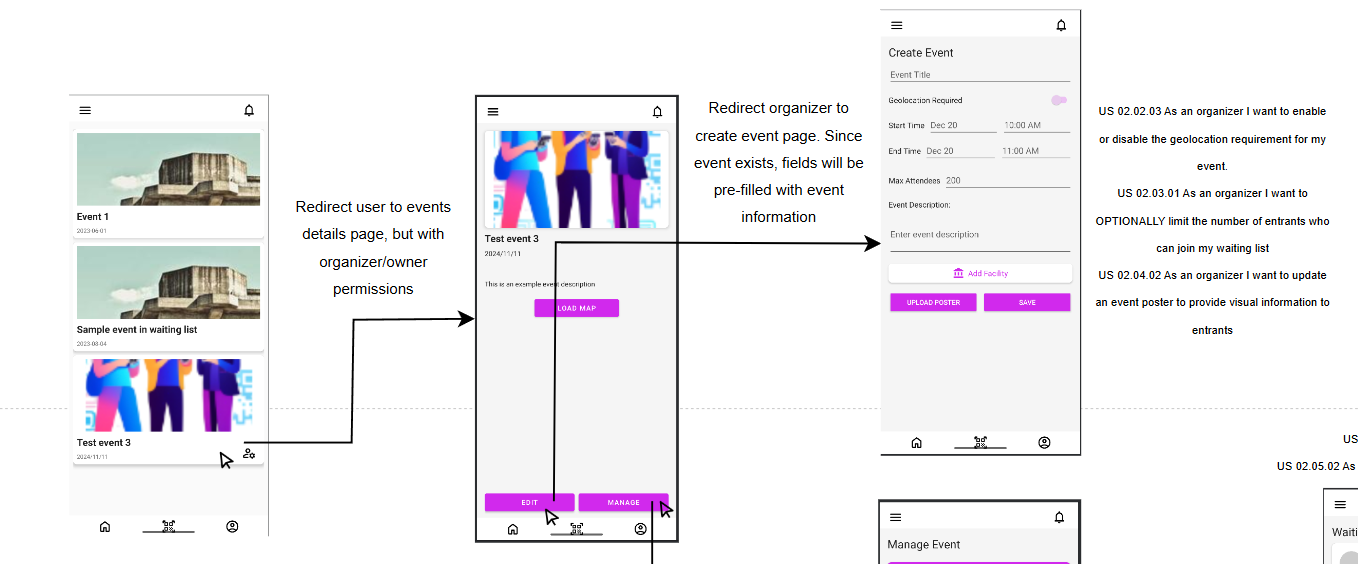 Event 1
2023-06-01
Sample event in waiting list
2023-08-04
Test event 3
2024/11/11
Redirect user to events
details page, but with
organizer/owner
permissions
Test event 3
2024/11/11
This is an exemple event description
LOAD MAP
EDIT
MANAGE
Redirect organizer to
create event page. Since
event exists, fields will be
pre-filled with event
information
Create Event
Event Title
Geolocation Required
Start Time Dec 20 10:00 AM
End Time Dec 20 11:00 AM
Max Attendees 200
Event Description:
Enter event description
Add Facility
UPLOAD POSTER
SAVE
US 02.02.03 As an organizer I want to enable
or disable the geolocation requirement for my
event.
US 02.03.01 As an organizer I want to
OPTIONALLY limit the number of entrants who
can join my waiting list
US 02.04.02 As an organizer I want to update
an event poster to provide visual information to
entrants
US
US 02.05.02 As
Manage Event
Waiti